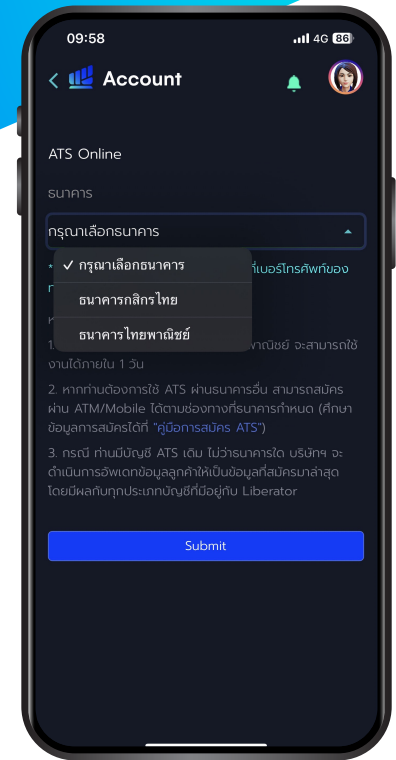 09:58
4G 86
Account
ATS Online
ธนาคาร
กรุณาเลือกธนาคาร
✓ กรุณาเลือกธนาคาร
ธนาคารกสิกรไทย
ธนาคารไทยพาณิชย์
* ที่เบอร์โทรศัพท์ของ
ท
ห
1. พาณิชย์ จะสามารถใช้
งานได้ภายใน 1 วัน
2. หากท่านต้องการใช้ ATS ผ่านธนาคารอื่น สามารถสมัคร
ผ่าน ATM/Mobile ได้ตามช่องทางที่ธนาคารกำหนด (ศึกษา
ข้อมูลการสมัครได้ที่ "คู่มือการสมัคร ATS")
3. กรณี ท่านมีบัญชี ATS เดิม ไม่ว่าธนาคารใด บริษัทฯ จะ
ดำเนินการอัพเดทข้อมูลลูกค้าให้เป็นข้อมูลที่สมัครมาล่าสุด
โดยมีผลกับทุกประเภทบัญชีที่มีอยู่กับ Liberator
Submit